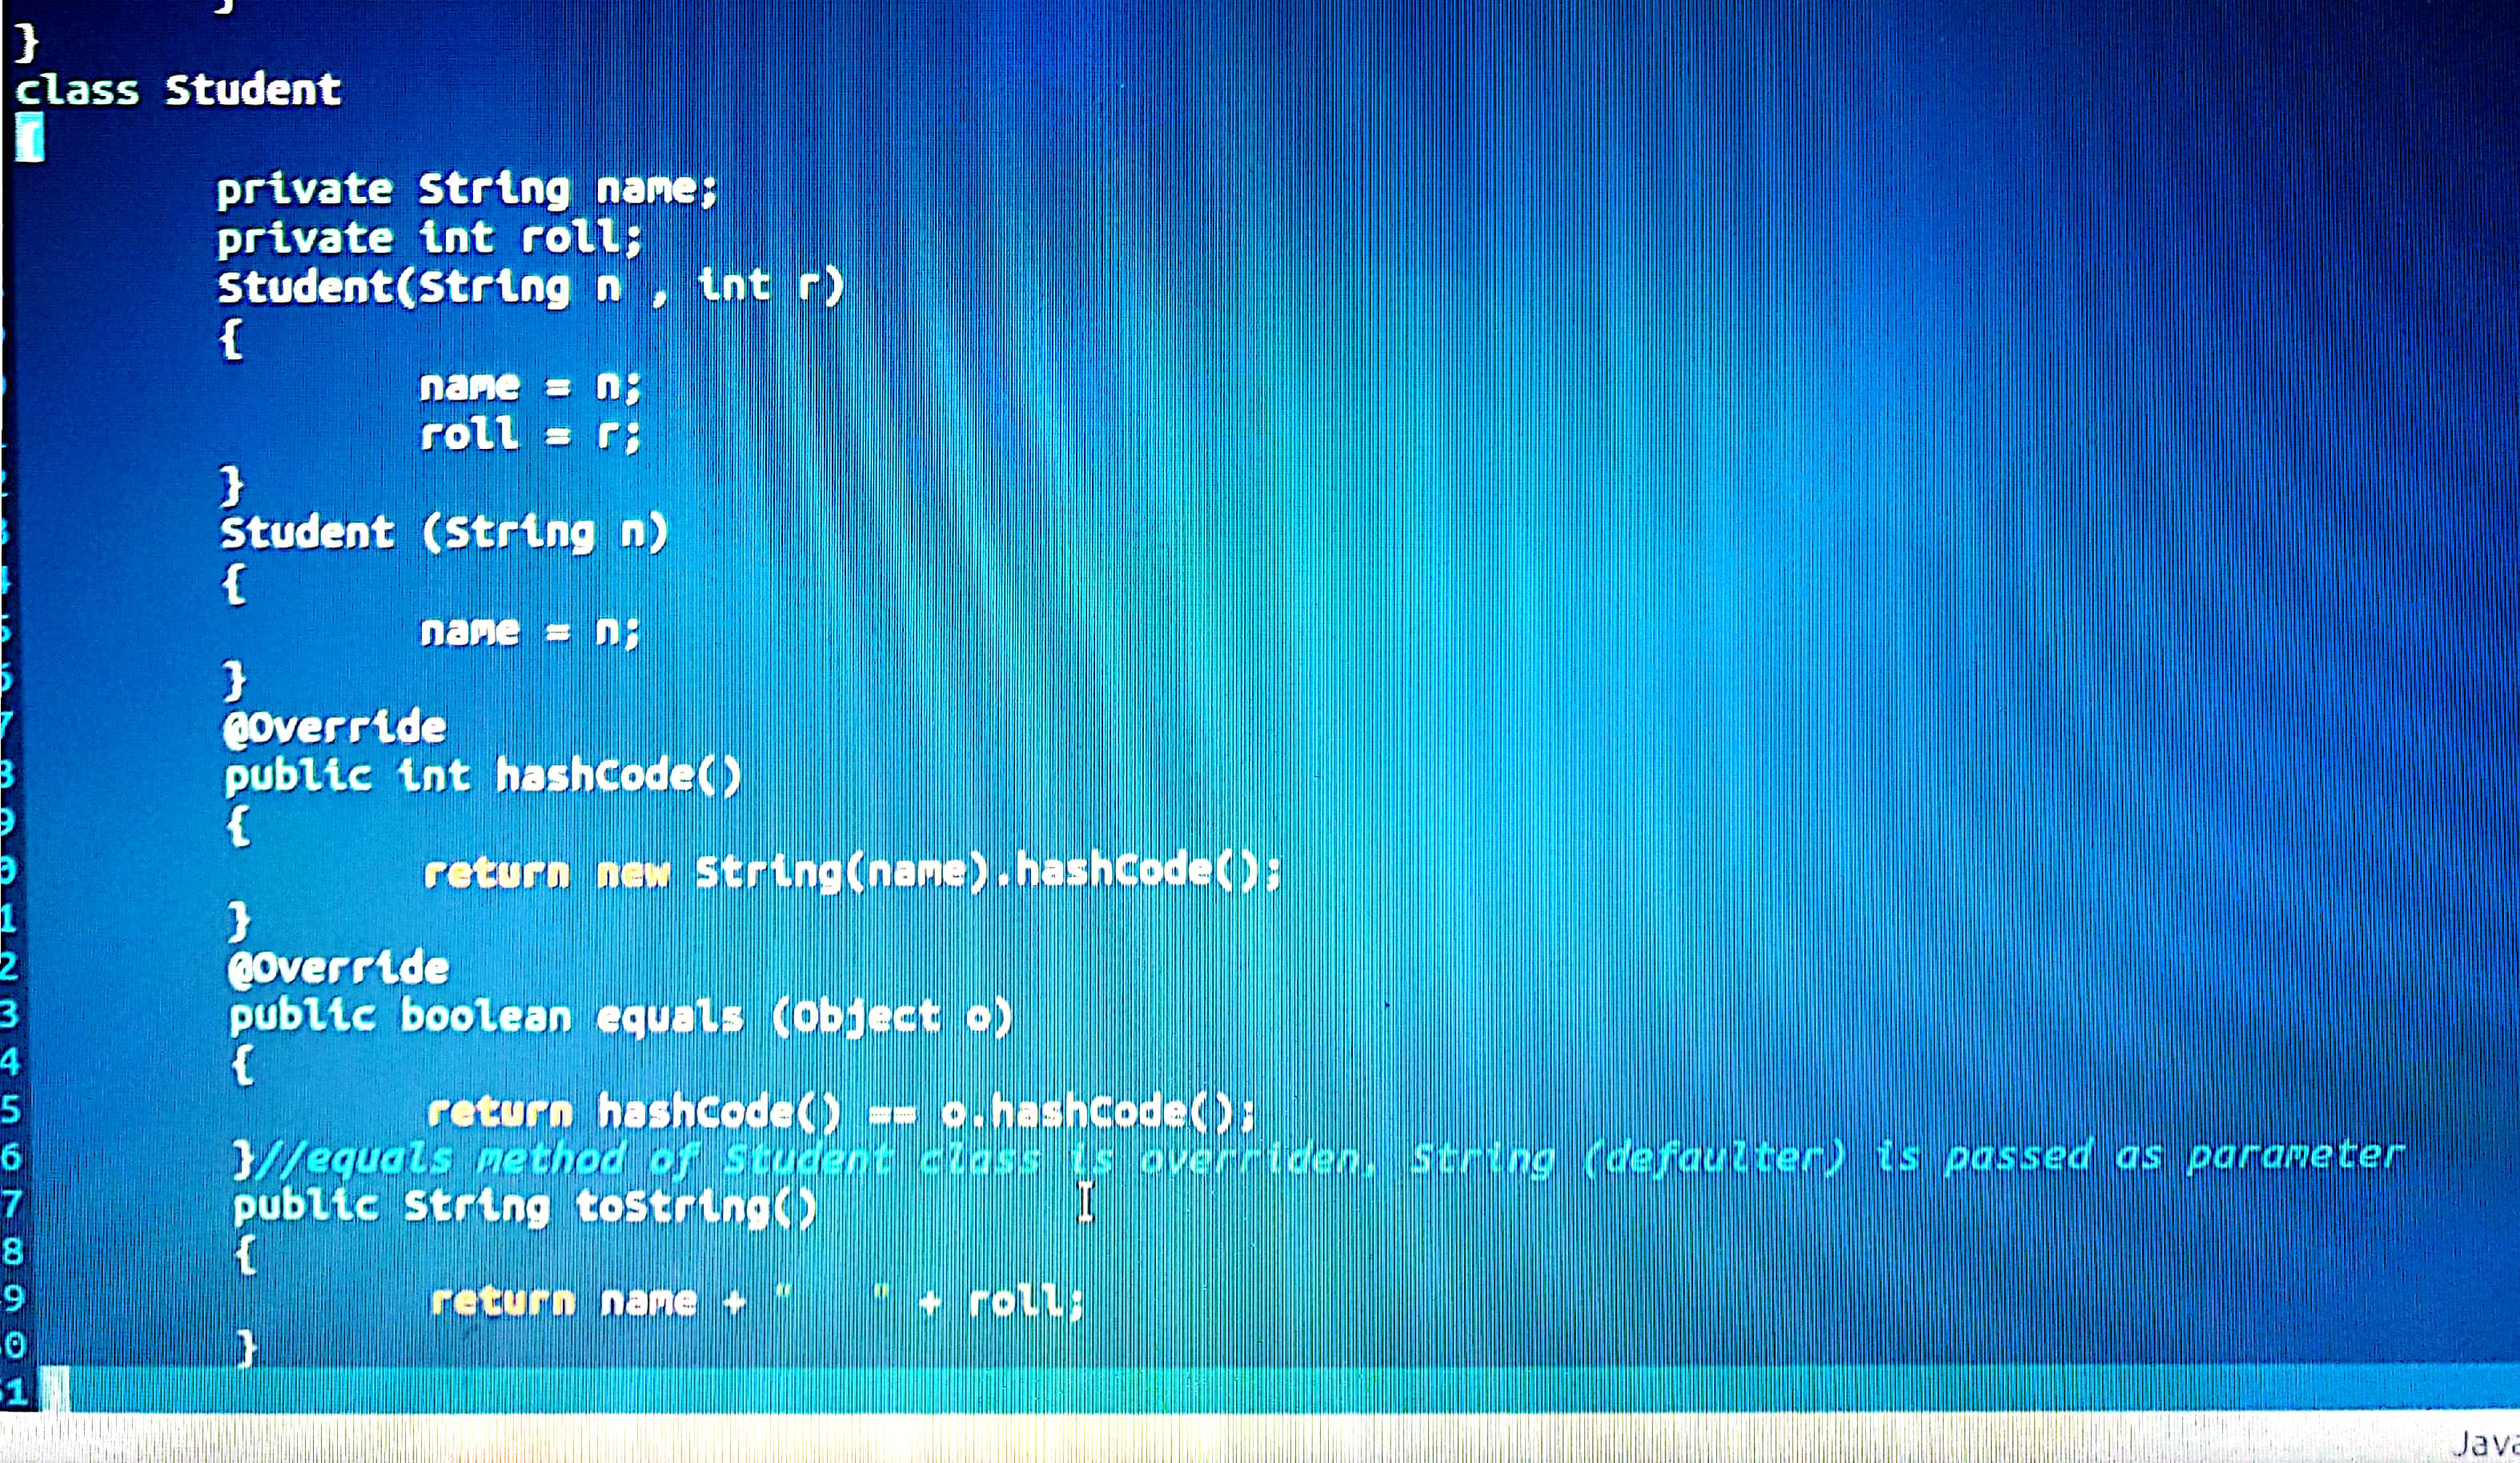 }
}
class Student
{
private String name;
private int roll;
Student(String n , int r)
{
name = n;
roll = r;
}
Student (String n)
{
name = n;
}
@Override
public int hashCode()
{
return new String(name).hashCode();
}
@Override
public boolean equals (Object o)
{
return hashCode() == o.hashCode();
}//equals method of Student class is overriden, String (defaulter) is passed as parameter
public String toString()
{
return name + "    " + roll;
}
Java